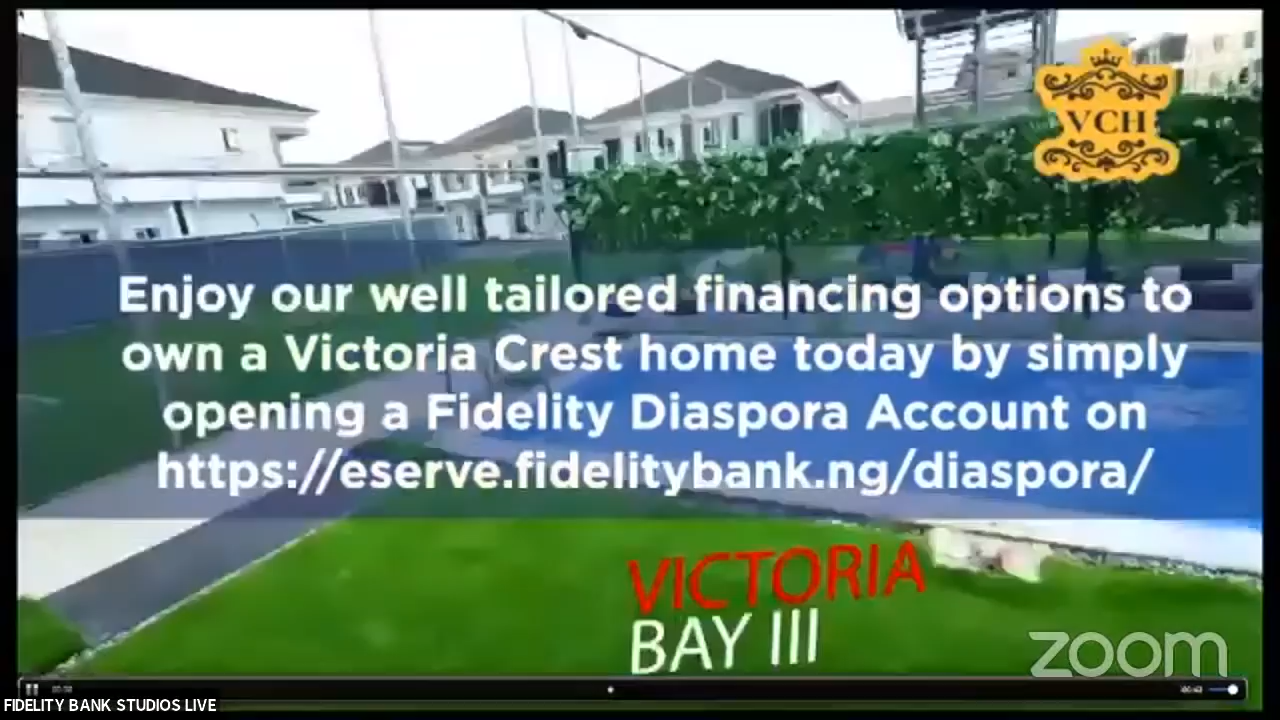 VCH
Enjoy our well tailored financing options to
own a Victoria Crest home today by simply
opening a Fidelity Diaspora Account on
https://eserve.fidelitybank.ng/diaspora/
VICTORIA
BAY III
zoom
FIDELITY BANK STUDIOS LIVE